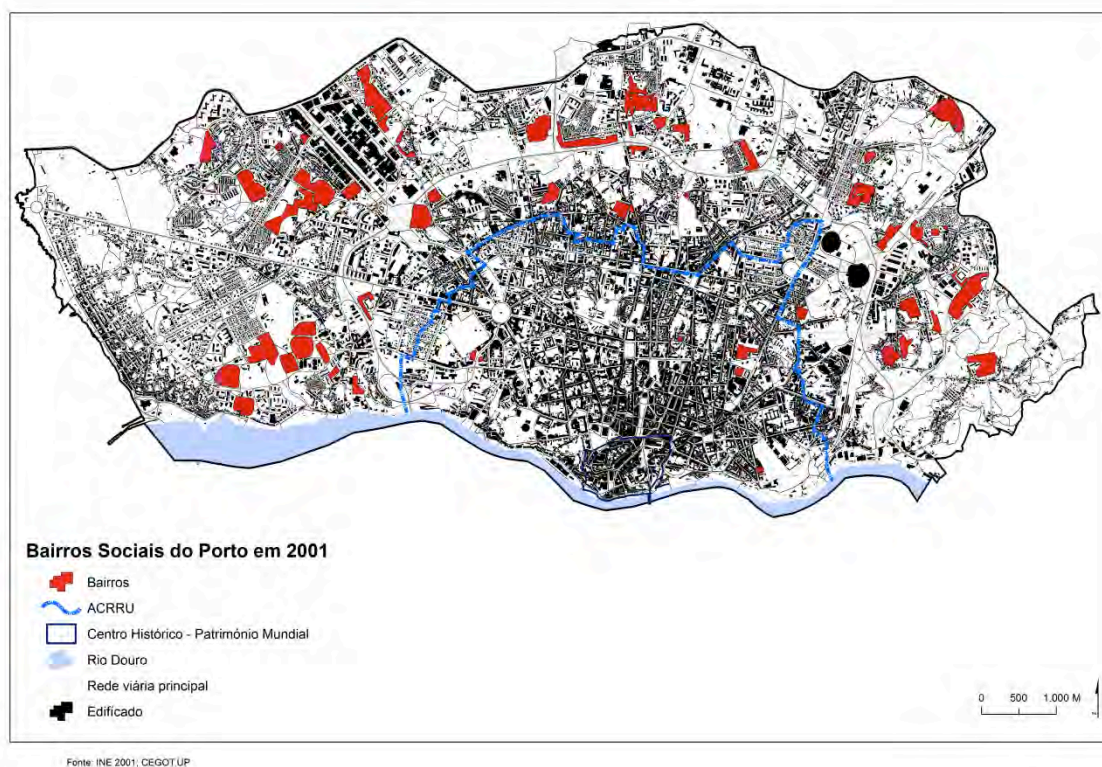 Bairros Sociais do Porto em 2001
Bairros
ACRRU
Centro Histórico - Património Mundial
Rio Douro
Rede viária principal
Edificado
0 500 1.000 M
Fonte: INE 2001; CEGOT.UP